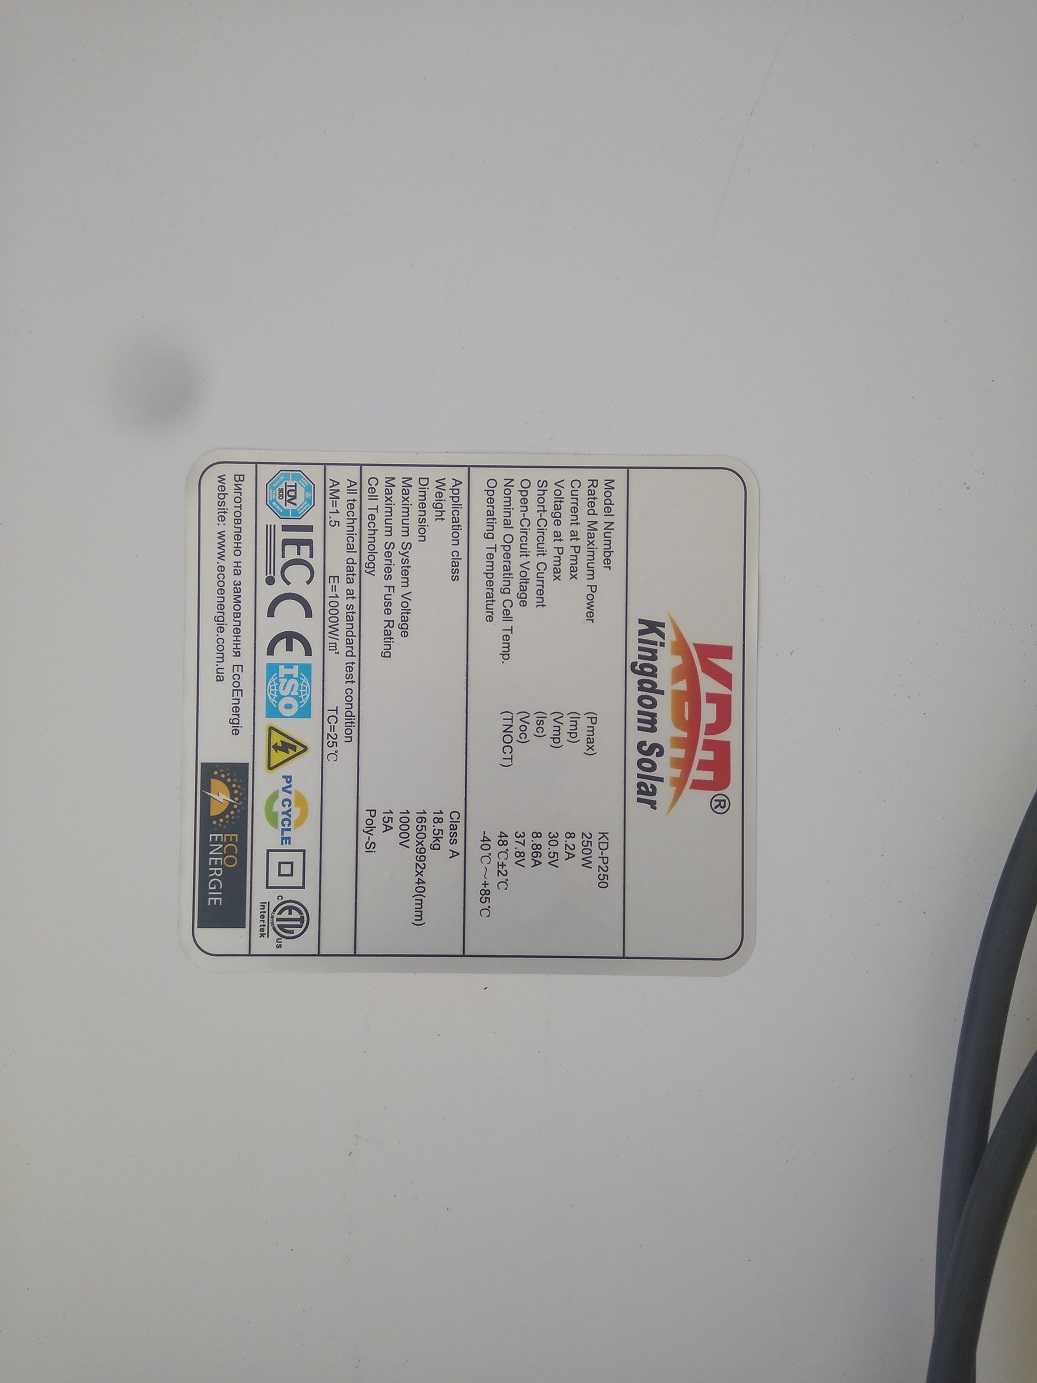 KDM®
Kingdom Solar
Model Number KD-P250
Rated Maximum Power (Pmax) 250W
Current at Pmax (Imp) 8.2A
Voltage at Pmax (Vmp) 30.5V
Short-Circuit Current (Isc) 8.86A
Open-Circuit Voltage (Voc) 37.8V
Nominal Operating Cell Temp. (TNOCT) 48℃±2℃
Operating Temperature -40℃～+85℃
Application class Class A
Weight 18.5kg
Dimension 1650x992x40(mm)
Maximum System Voltage 1000V
Maximum Series Fuse Rating 15A
Cell Technology Poly-Si
All technical data at standard test condition
AM=1.5 E=1000W/㎡ TC=25℃
TÜV IEC CE ISO PV CYCLE c ETL us Intertek
Виготовлено на замовлення EcoEnergie
website: www.ecoenergie.com.ua
ECO
ENERGIE